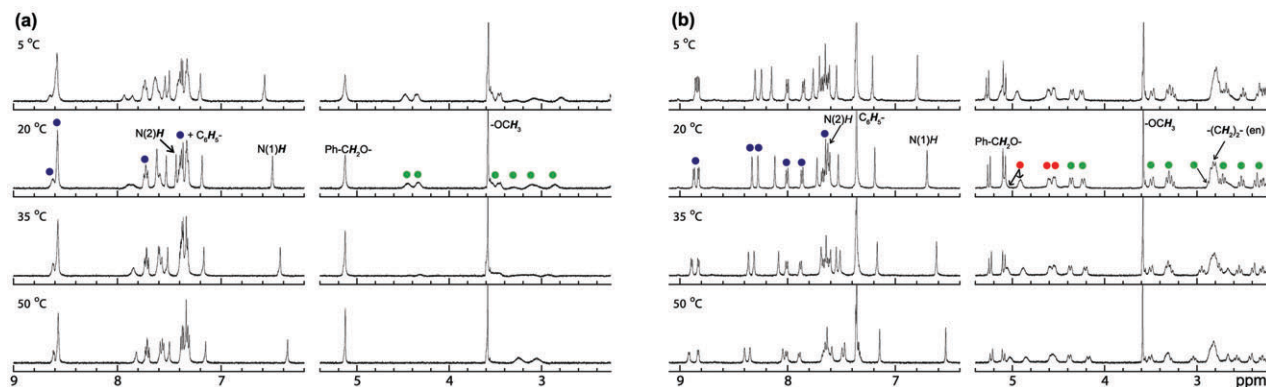 (a)
5 °C
20 °C
N(2)H
+ C₆H₅-
N(1)H
Ph-CH₂O-
-OCH₃
35 °C
50 °C
9 8 7 5 4 3
(b)
5 °C
20 °C
N(2)H
C₆H₅-
N(1)H
Ph-CH₂O-
-OCH₃
-(CH₂)₂- (en)
35 °C
50 °C
9 8 7 5 4 3 ppm